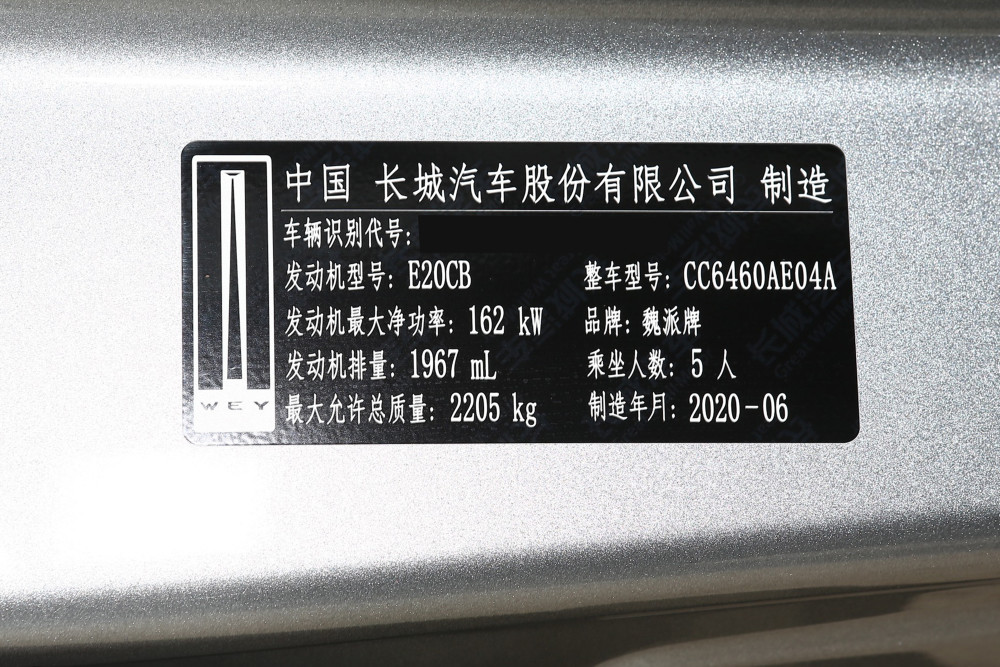 中国 长城汽车股份有限公司 制造
车辆识别代号:
发动机型号: E20CB 整车型号: CC6460AE04A
发动机最大净功率: 162 kW 品牌: 魏派牌
发动机排量: 1967 mL 乘坐人数: 5 人
最大允许总质量: 2205 kg 制造年月: 2020-06
WEY